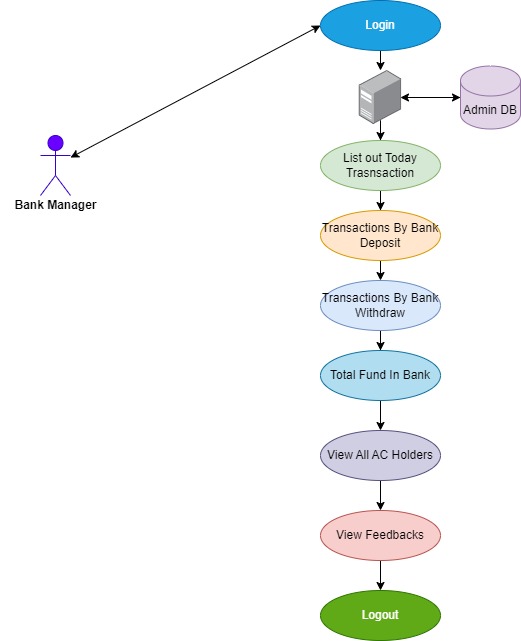 Login
Admin DB
Bank Manager
List out Today
Trasnsaction
Transactions By Bank
Deposit
Transactions By Bank
Withdraw
Total Fund In Bank
View All AC Holders
View Feedbacks
Logout